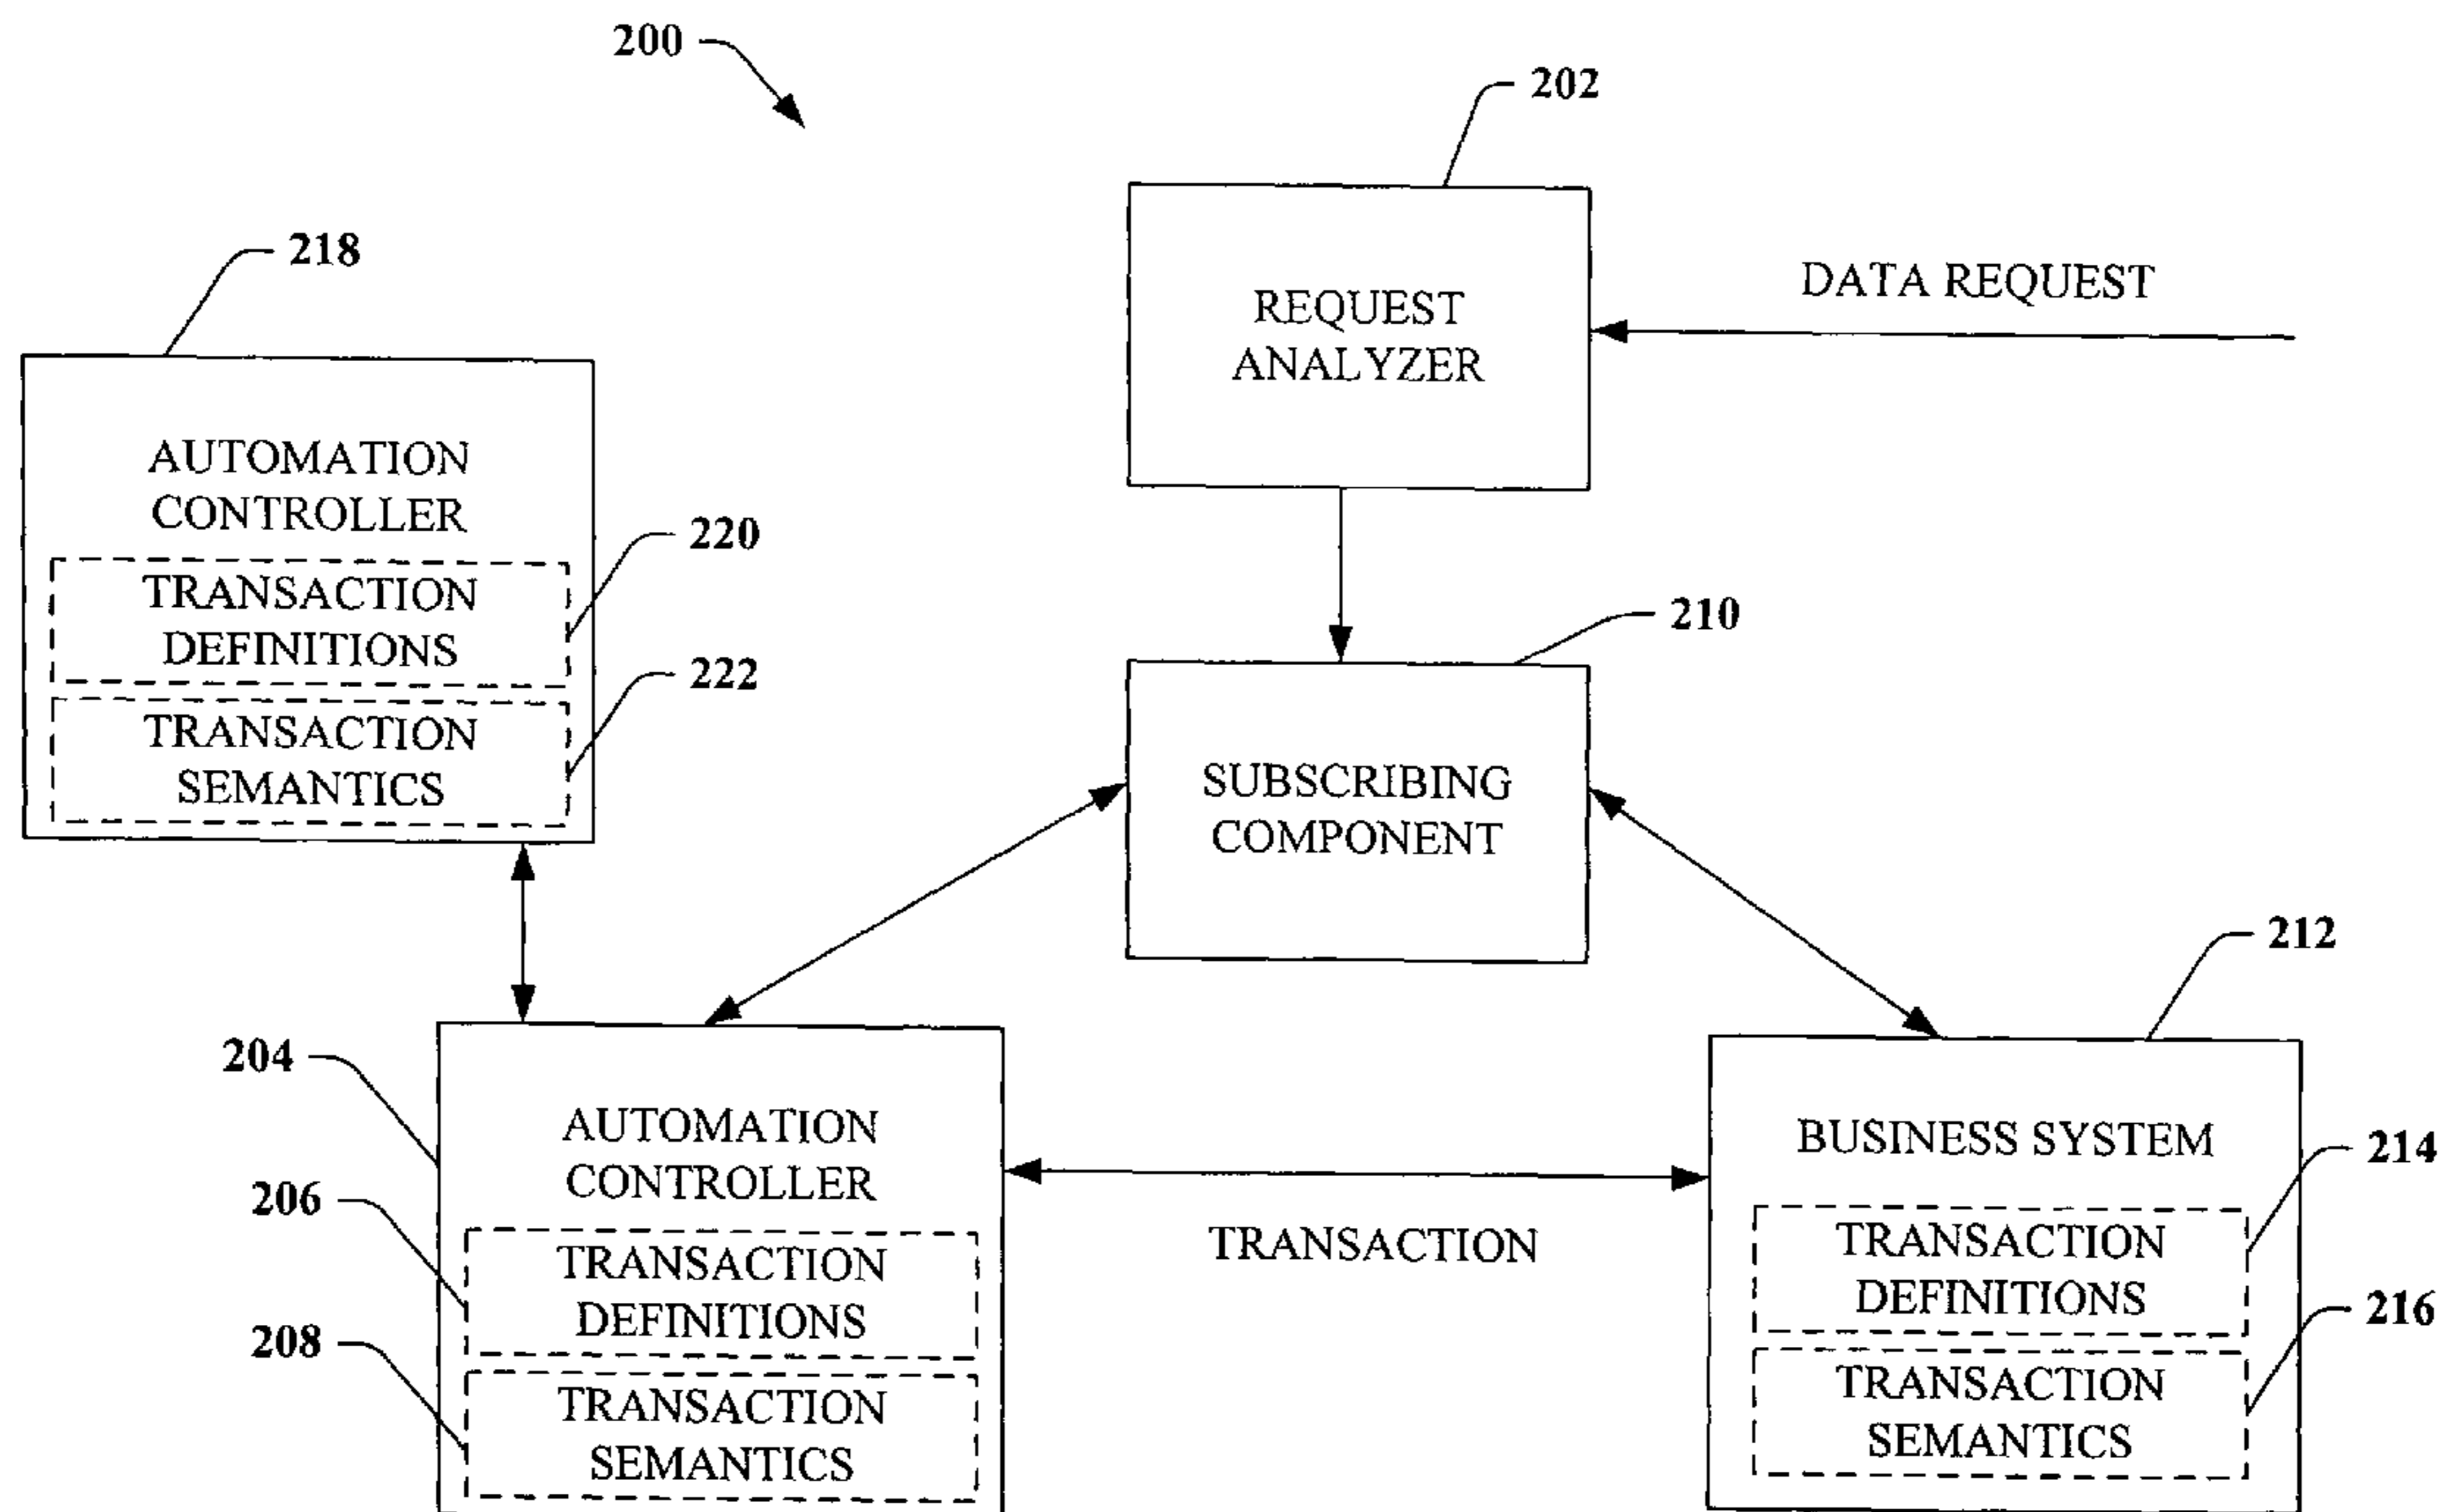 200
202
218
REQUEST
ANALYZER
DATA REQUEST
AUTOMATION
CONTROLLER
220
TRANSACTION
DEFINITIONS
222
TRANSACTION
SEMANTICS
210
SUBSCRIBING
COMPONENT
212
204
AUTOMATION
CONTROLLER
206
TRANSACTION
DEFINITIONS
208
TRANSACTION
SEMANTICS
TRANSACTION
BUSINESS SYSTEM
214
TRANSACTION
DEFINITIONS
216
TRANSACTION
SEMANTICS